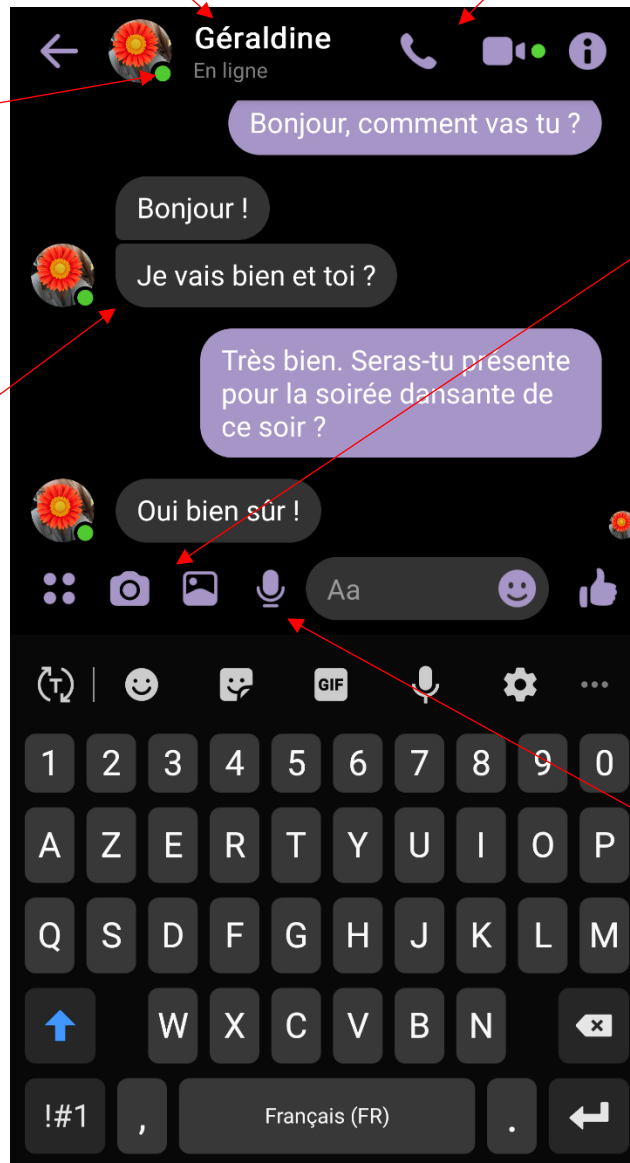 Géraldine
En ligne
Bonjour, comment vas tu ?
Bonjour !
Je vais bien et toi ?
Très bien. Seras-tu présente
pour la soirée dansante de
ce soir ?
Oui bien sûr !
Aa
T
GIF
1 2 3 4 5 6 7 8 9 0
A Z E R T Y U I O P
Q S D F G H J K L M
W X C V B N
!#1 , Français (FR) .